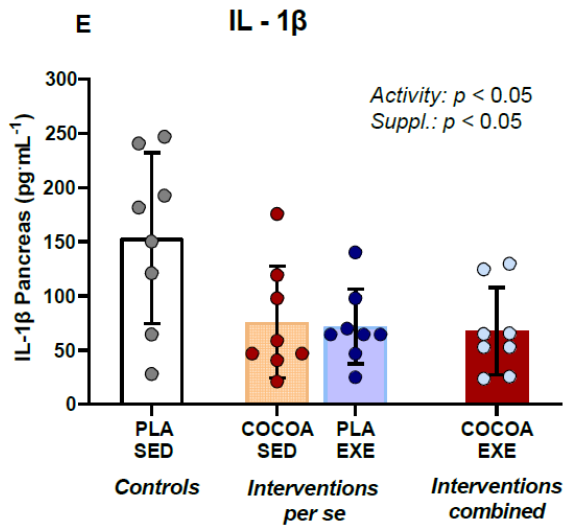 E
IL - 1β
Activity: p < 0.05
Suppl.: p < 0.05
IL-1β Pancreas (pg·mL⁻¹)
300
250
200
150
100
50
0
PLA
SED
COCOA
SED
PLA
EXE
COCOA
EXE
Controls
Interventions
per se
Interventions
combined